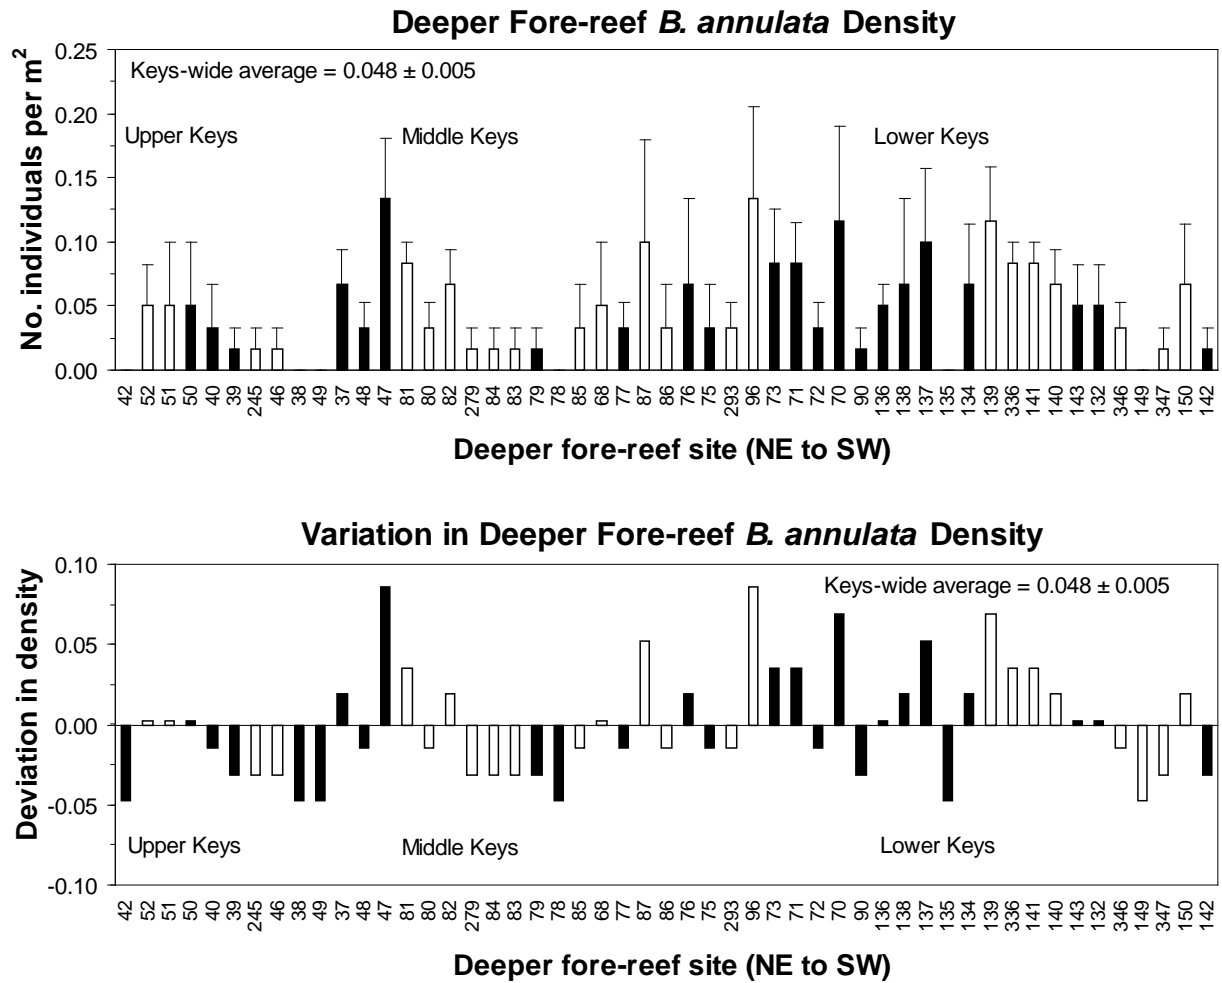 Deeper Fore-reef B. annulata Density
No. individuals per m²
0.25
0.20
0.15
0.10
0.05
0.00
Keys-wide average = 0.048 ± 0.005
Upper Keys
Middle Keys
Lower Keys
42 52 51 50 40 39 245 46 38 49 37 48 47 81 80 82 279 84 83 79 78 85 68 77 87 86 76 75 293 96 73 71 72 70 90 136 138 137 135 134 139 336 141 140 143 132 346 149 347 150 142
Deeper fore-reef site (NE to SW)
Variation in Deeper Fore-reef B. annulata Density
Deviation in density
0.10
0.05
0.00
-0.05
-0.10
Keys-wide average = 0.048 ± 0.005
Upper Keys
Middle Keys
Lower Keys
42 52 51 50 40 39 245 46 38 49 37 48 47 81 80 82 279 84 83 79 78 85 68 77 87 86 76 75 293 96 73 71 72 70 90 136 138 137 135 134 139 336 141 140 143 132 346 149 347 150 142
Deeper fore-reef site (NE to SW)